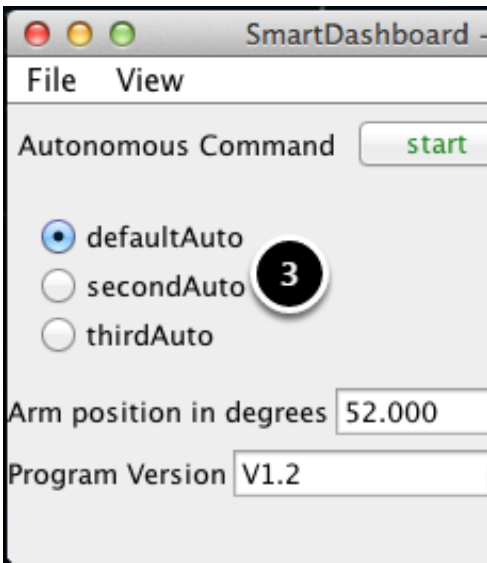 SmartDashboard -
File View
Autonomous Command start
defaultAuto
secondAuto 3
thirdAuto
Arm position in degrees 52.000
Program Version V1.2